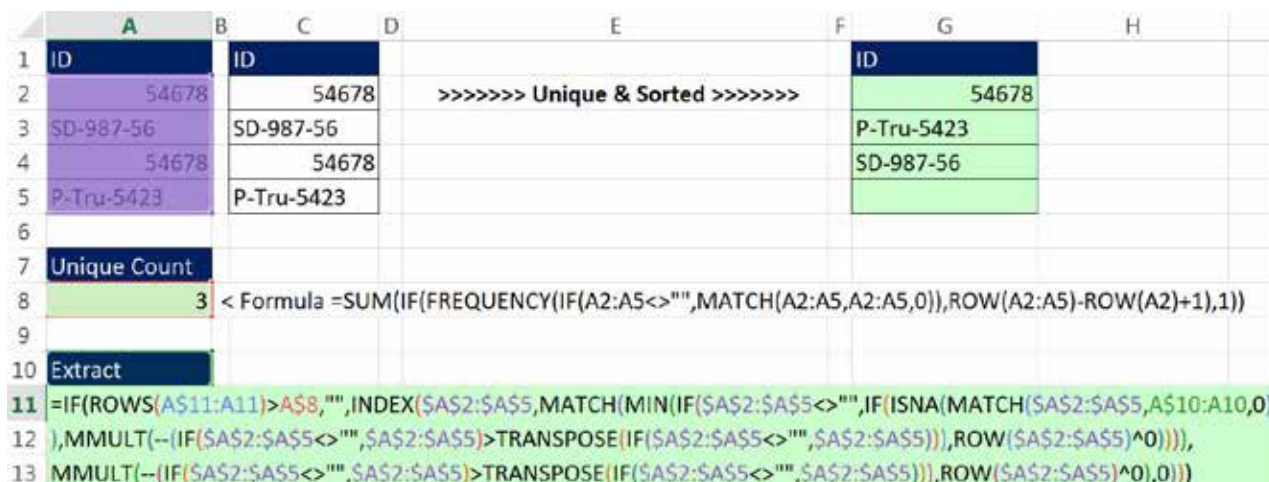 A B C D E F G H
1 ID ID ID
2 54678 54678 >>>>>>> Unique & Sorted >>>>>>> 54678
3 SD-987-56 SD-987-56 P-Tru-5423
4 54678 54678 SD-987-56
5 P-Tru-5423 P-Tru-5423
6
7 Unique Count
8 3 < Formula =SUM(IF(FREQUENCY(IF(A2:A5<>"",MATCH(A2:A5,A2:A5,0)),ROW(A2:A5)-ROW(A2)+1),1))
9
10 Extract
11 =IF(ROWS(A$11:A11)>A$8,"",INDEX($A$2:$A$5,MATCH(MIN(IF($A$2:$A$5<>"",IF(ISNA(MATCH($A$2:$A$5,A$10:A10,0)
12 ),MMULT(--(IF($A$2:$A$5<>"",$A$2:$A$5)>TRANSPOSE(IF($A$2:$A$5<>"",$A$2:$A$5))),ROW($A$2:$A$5)^0)))),
13 MMULT(--(IF($A$2:$A$5<>"",$A$2:$A$5)>TRANSPOSE(IF($A$2:$A$5<>"",$A$2:$A$5))),ROW($A$2:$A$5)^0),0)))